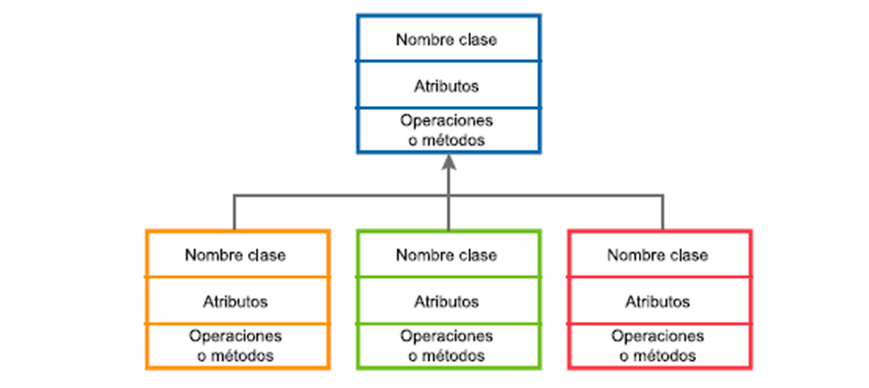 Nombre clase
Atributos
Operaciones
o métodos
Nombre clase
Atributos
Operaciones
o métodos
Nombre clase
Atributos
Operaciones
o métodos
Nombre clase
Atributos
Operaciones
o métodos